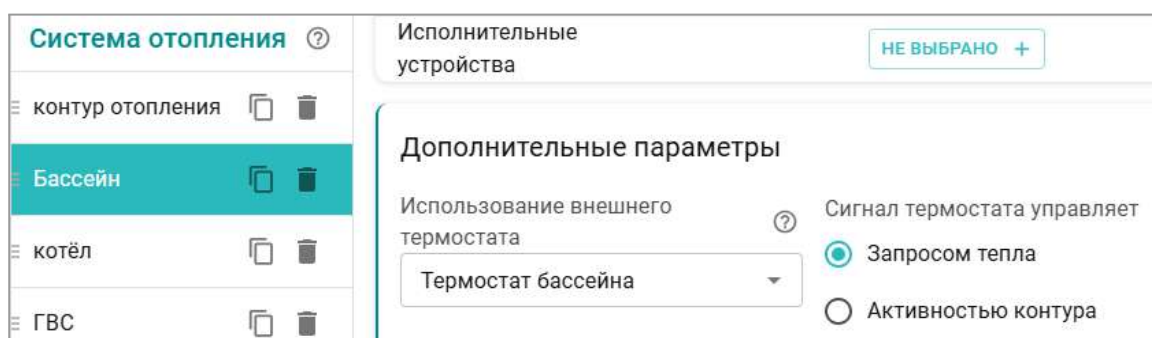 Система отопления
контур отопления
Бассейн
котёл
ГВС
Исполнительные
устройства
НЕ ВЫБРАНО +
Дополнительные параметры
Использование внешнего
термостата
Термостат бассейна
Сигнал термостата управляет
Запросом тепла
Активностью контура